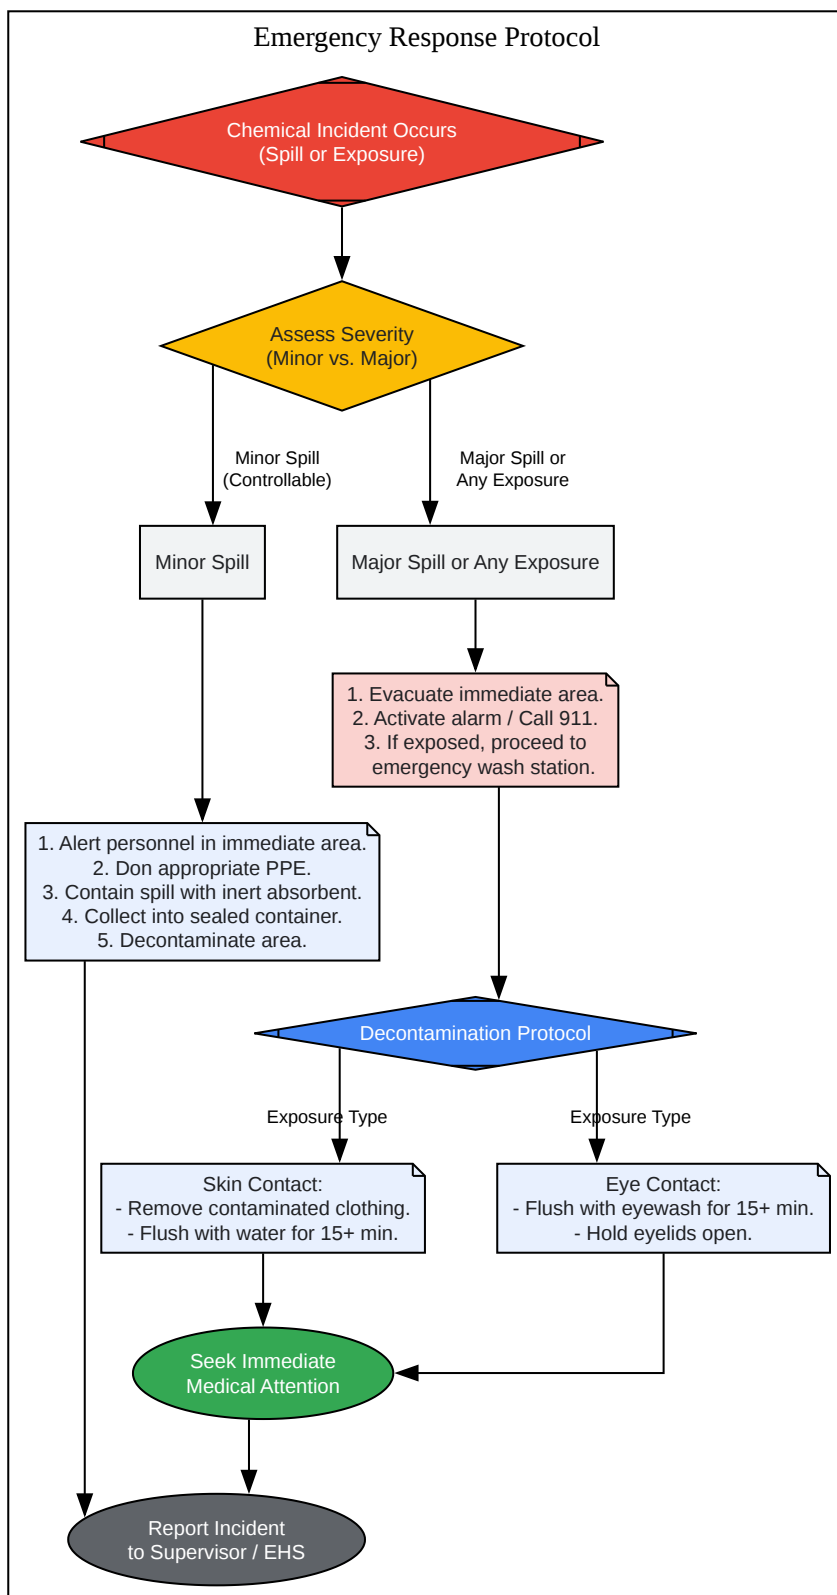 Emergency Response Protocol
Chemical Incident Occurs
(Spill or Exposure)
Assess Severity
(Minor vs. Major)
Minor Spill
(Controllable)
Major Spill or
Any Exposure
Minor Spill
Major Spill or Any Exposure
1. Evacuate immediate area.
2. Activate alarm / Call 911.
3. If exposed, proceed to
emergency wash station.
1. Alert personnel in immediate area.
2. Don appropriate PPE.
3. Contain spill with inert absorbent.
4. Collect into sealed container.
5. Decontaminate area.
Decontamination Protocol
Exposure Type
Exposure Type
Skin Contact:
- Remove contaminated clothing.
- Flush with water for 15+ min.
Eye Contact:
- Flush with eyewash for 15+ min.
- Hold eyelids open.
Seek Immediate
Medical Attention
Report Incident
to Supervisor / EHS